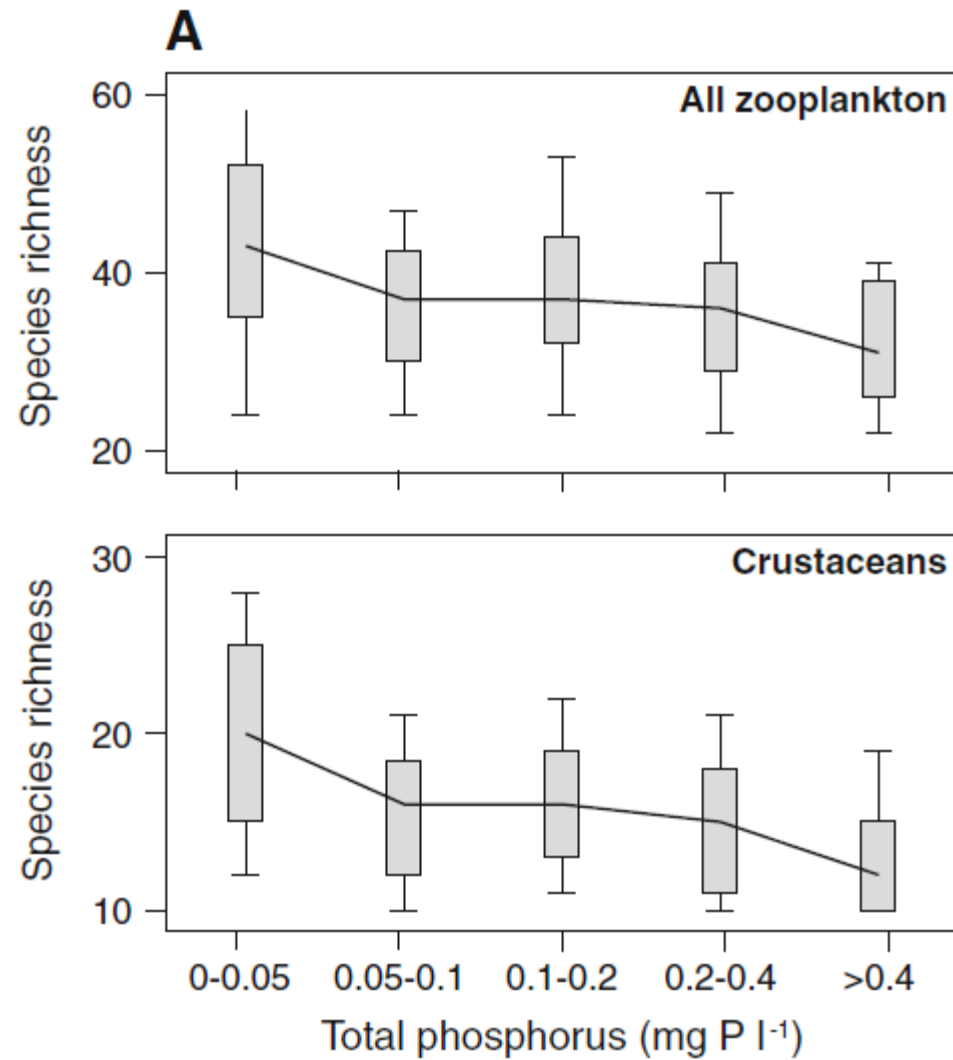 A
All zooplankton
60
40
20
Species richness
Crustaceans
30
20
10
Species richness
0-0.05 0.05-0.1 0.1-0.2 0.2-0.4 >0.4
Total phosphorus (mg P l⁻¹)